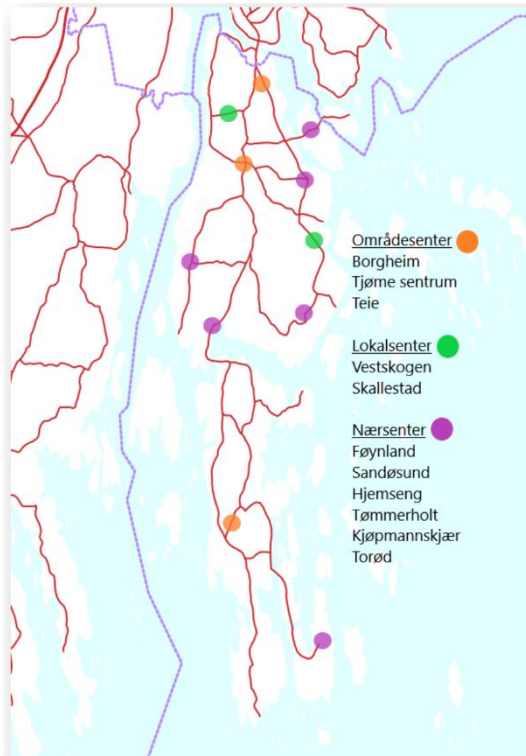 Områdesenter
Borgheim
Tjøme sentrum
Teie
Lokalsenter
Vestskogen
Skallestad
Nærsenter
Føynland
Sandøsund
Hjemseng
Tømmerholt
Kjøpmannskjær
Torød